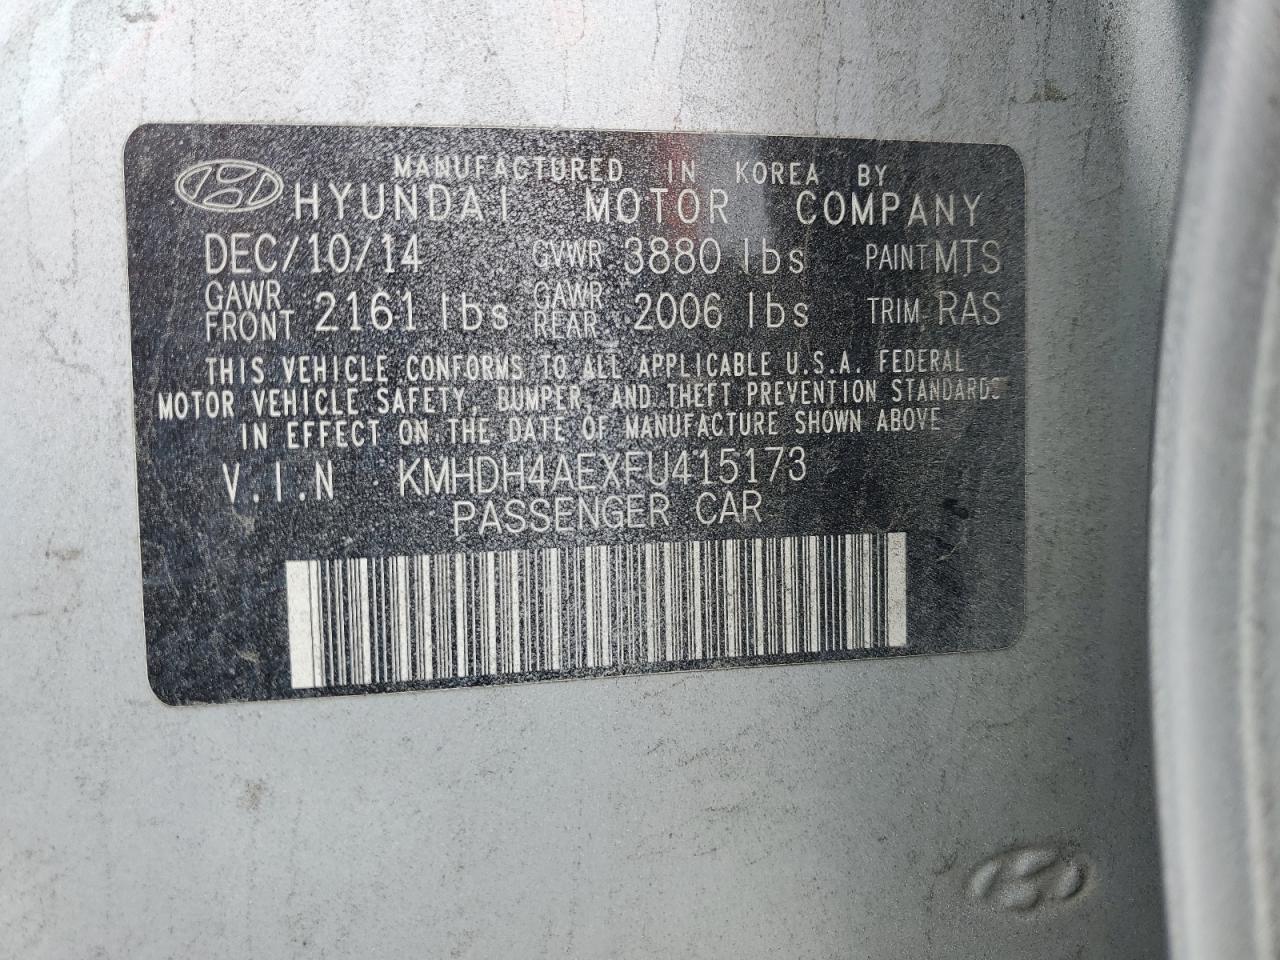 MANUFACTURED IN KOREA BY
HYUNDAI MOTOR COMPANY
DEC/10/14 GVWR 3880 lbs PAINT MTS
GAWR FRONT 2161 lbs GAWR REAR 2006 lbs TRIM RAS
THIS VEHICLE CONFORMS TO ALL APPLICABLE U.S.A. FEDERAL
MOTOR VEHICLE SAFETY, BUMPER, AND THEFT PREVENTION STANDARDS
IN EFFECT ON THE DATE OF MANUFACTURE SHOWN ABOVE
V.I.N KMHDH4AEXFU415173
PASSENGER CAR